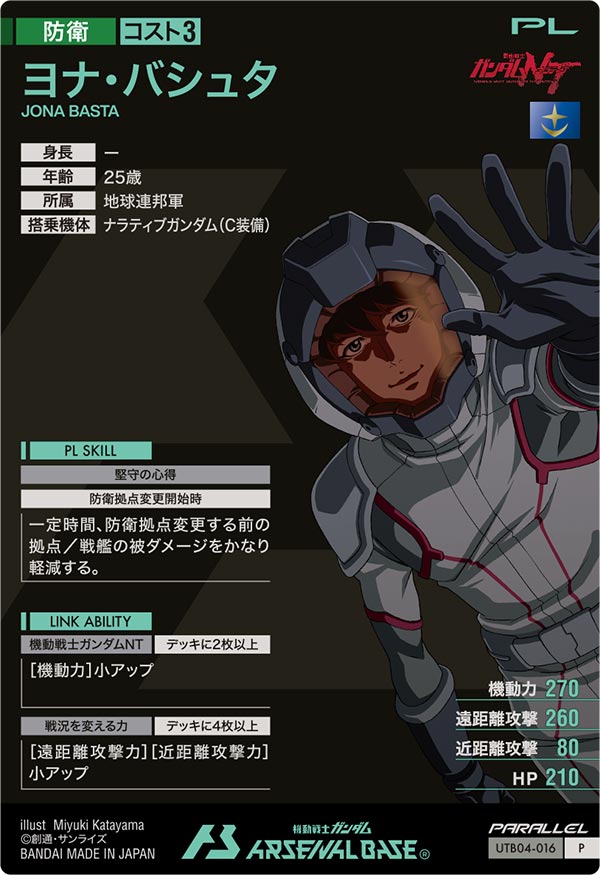 防衛 コスト3
PL
ヨナ・バシュタ
JONA BASTA
機動戦士
ガンダムNT
身長 ー
年齢 25歳
所属 地球連邦軍
搭乗機体 ナラティブガンダム(C装備)
PL SKILL
堅守の心得
防衛拠点変更開始時
一定時間、防衛拠点変更する前の
拠点/戦艦の被ダメージをかなり
軽減する。
LINK ABILITY
機動戦士ガンダムNT デッキに2枚以上
[機動力]小アップ
戦況を変える力 デッキに4枚以上
[遠距離攻撃力][近距離攻撃力]
小アップ
機動力 270
遠距離攻撃 260
近距離攻撃 80
HP 210
illust Miyuki Katayama
©創通・サンライズ
BANDAI MADE IN JAPAN
機動戦士ガンダム
ARSENAL BASE®
PARALLEL
UTB04-016 P